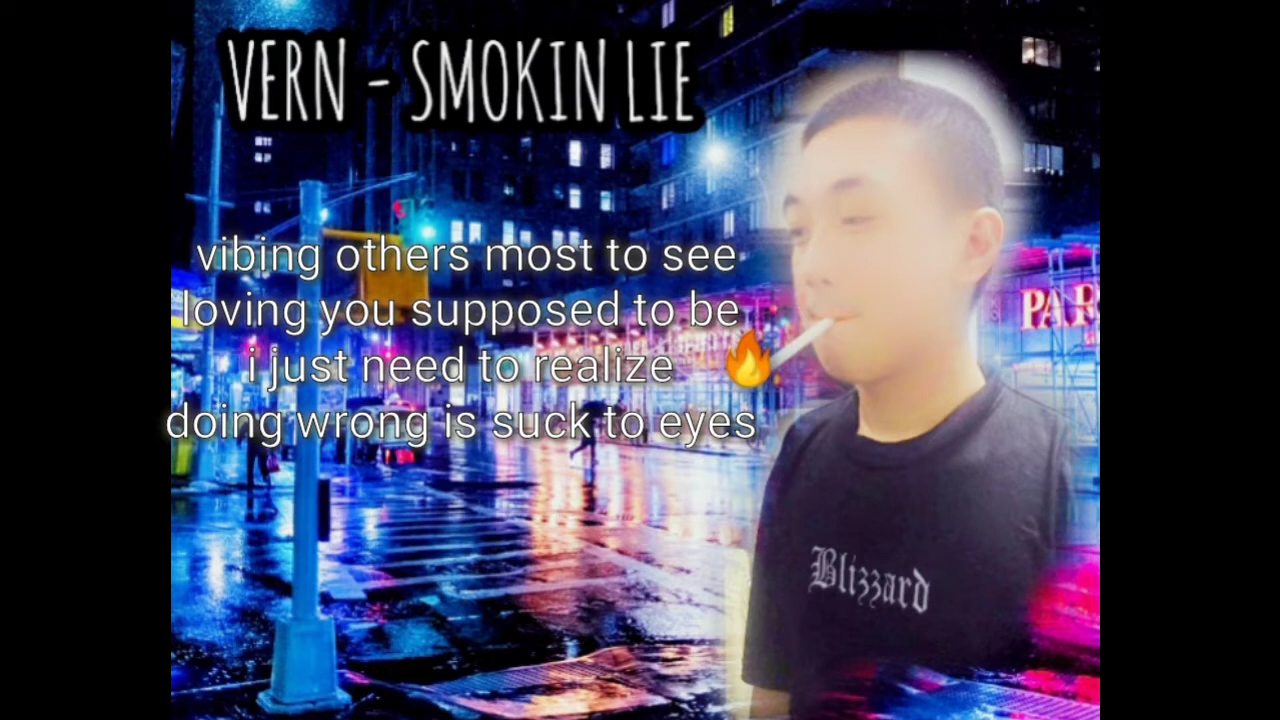 VERN - SMOKIN LIE
vibing others most to see
loving you supposed to be
i just need to realize
doing wrong is suck to eyes
Blizzard